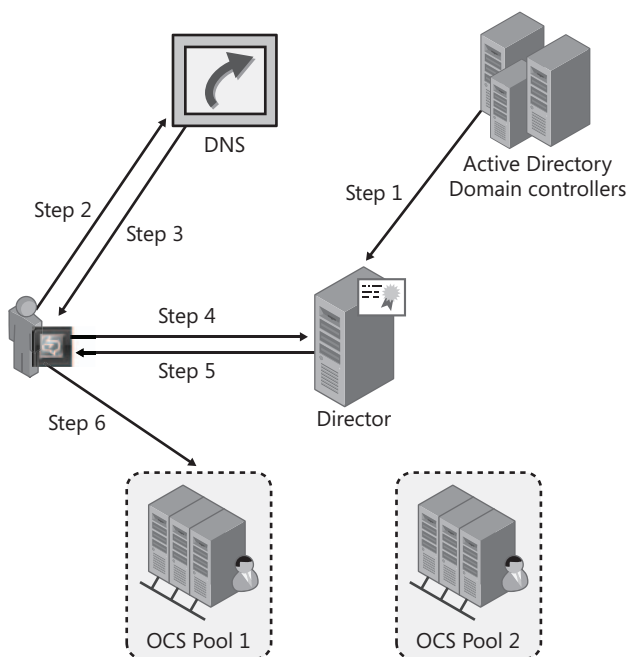 DNS
Active Directory
Domain controllers
Step 1
Step 2
Step 3
Step 4
Step 5
Director
Step 6
OCS Pool 1
OCS Pool 2